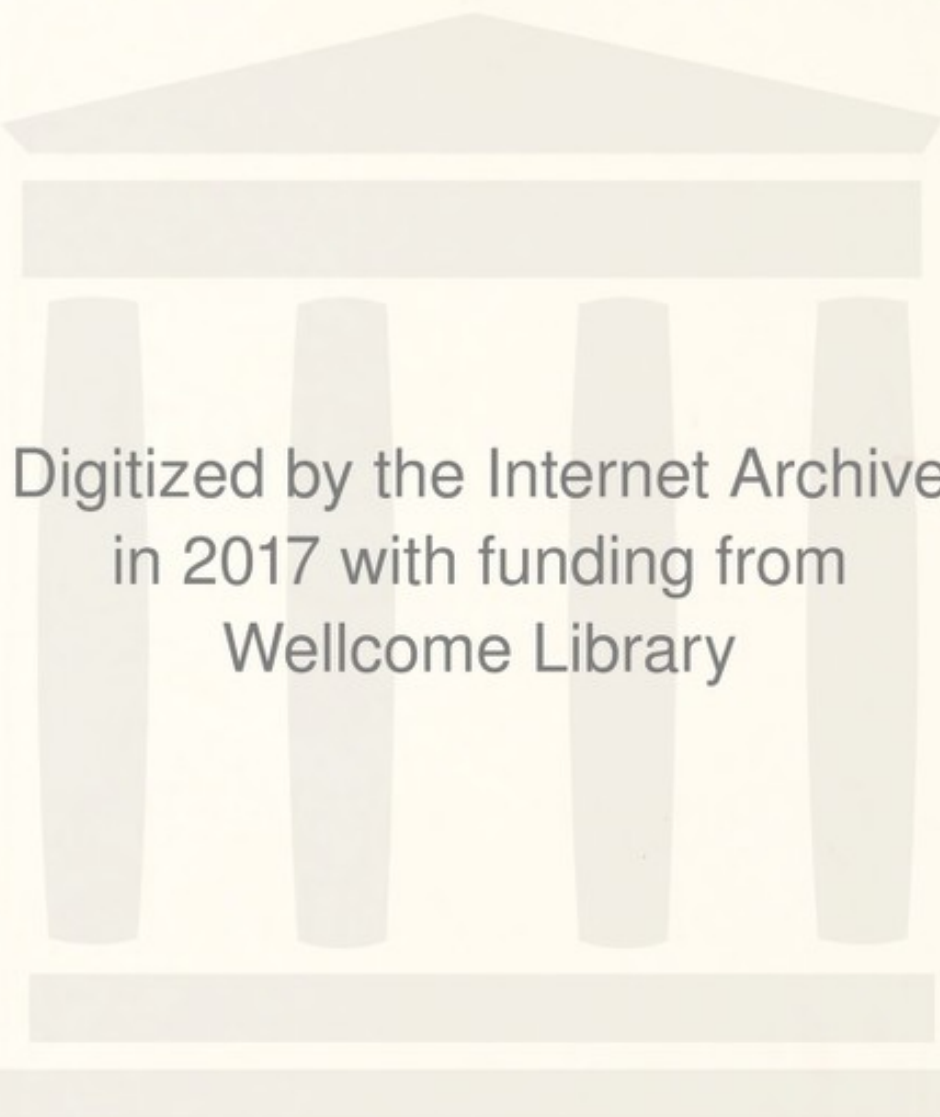 Digitized by the Internet Archive
in 2017 with funding from
Wellcome Library